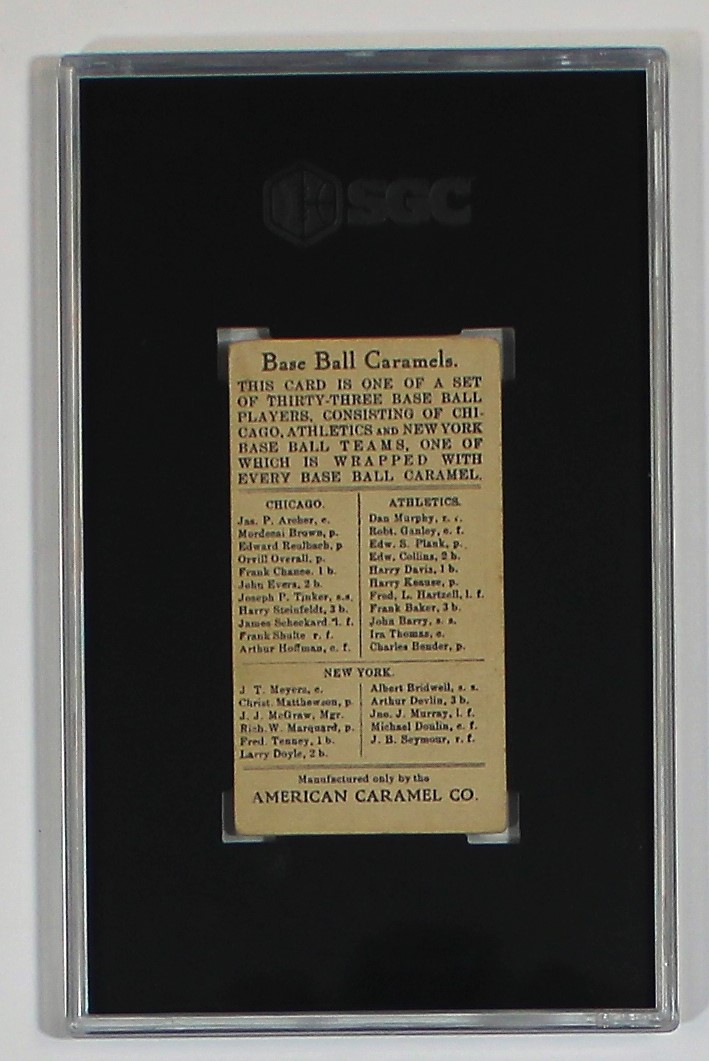 SGC
Base Ball Caramels.
THIS CARD IS ONE OF A SET
OF THIRTY-THREE BASE BALL
PLAYERS, CONSISTING OF CHI-
CAGO, ATHLETICS AND NEW YORK
BASE BALL TEAMS, ONE OF
WHICH IS WRAPPED WITH
EVERY BASE BALL CARAMEL.
CHICAGO.
Jas. P. Archer, c.
Mordecai Brown, p.
Edward Reulbach, p
Orvill Overall, p.
Frank Chance, 1 b.
John Evers, 2 b.
Joseph P. Tinker, s.s.
Harry Steinfeldt, 3 b.
James Scheckard. l. f.
Frank Shulte r. f.
Arthur Hoffman, c. f.
ATHLETICS.
Dan Murphy, r. f.
Robt. Ganley, c. f.
Edw. S. Plank, p.
Edw. Collins, 2 b.
Harry Davis, 1 b.
Harry Krause, p.
Fred, L. Hartzell, l. f.
Frank Baker, 3 b.
John Barry, s. s.
Ira Thomas, c.
Charles Bender, p.
NEW YORK.
J T. Meyers, c.
Christ. Matthewson, p.
J. J. McGraw, Mgr.
Rich. W. Marquard, p.
Fred. Tenney, 1 b.
Larry Doyle, 2 b.
Albert Bridwell, s. s.
Arthur Devlin, 3 b.
Jno. J. Murray, l. f.
Michael Donlin, c. f.
J. B. Seymour, r. f.
Manufactured only by the
AMERICAN CARAMEL CO.